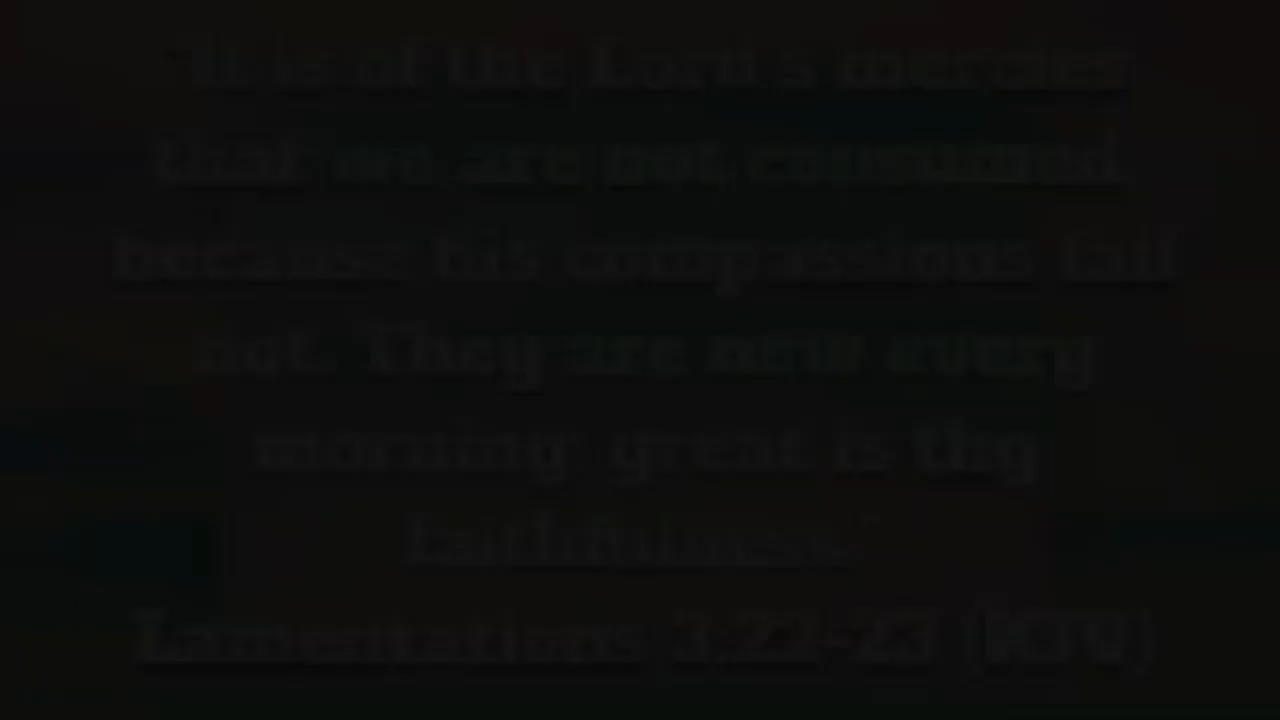 "It is of the Lord's mercies
that we are not consumed
because his compassions fail
not. They are new every
morning: great is thy
faithfulness."
Lamentations 3:22-23 (KJV)